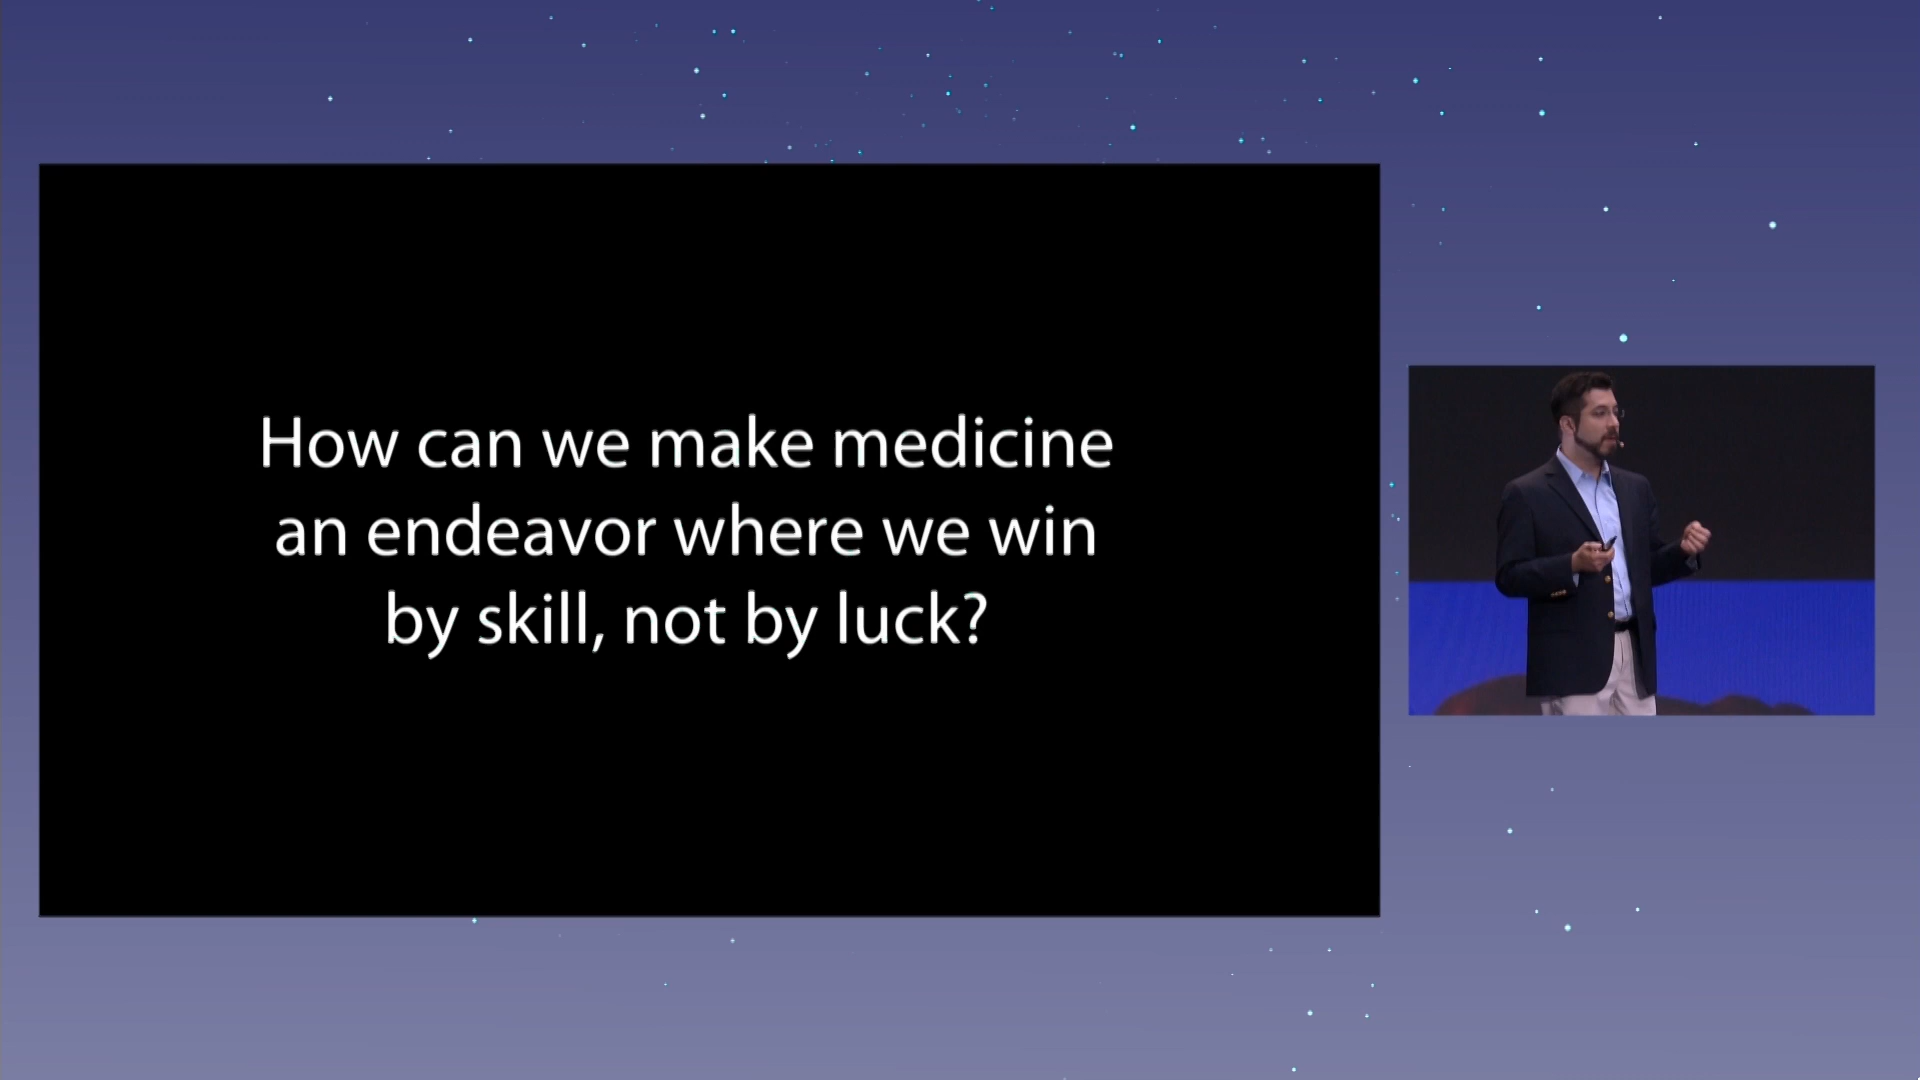 How can we make medicine
an endeavor where we win
by skill, not by luck?